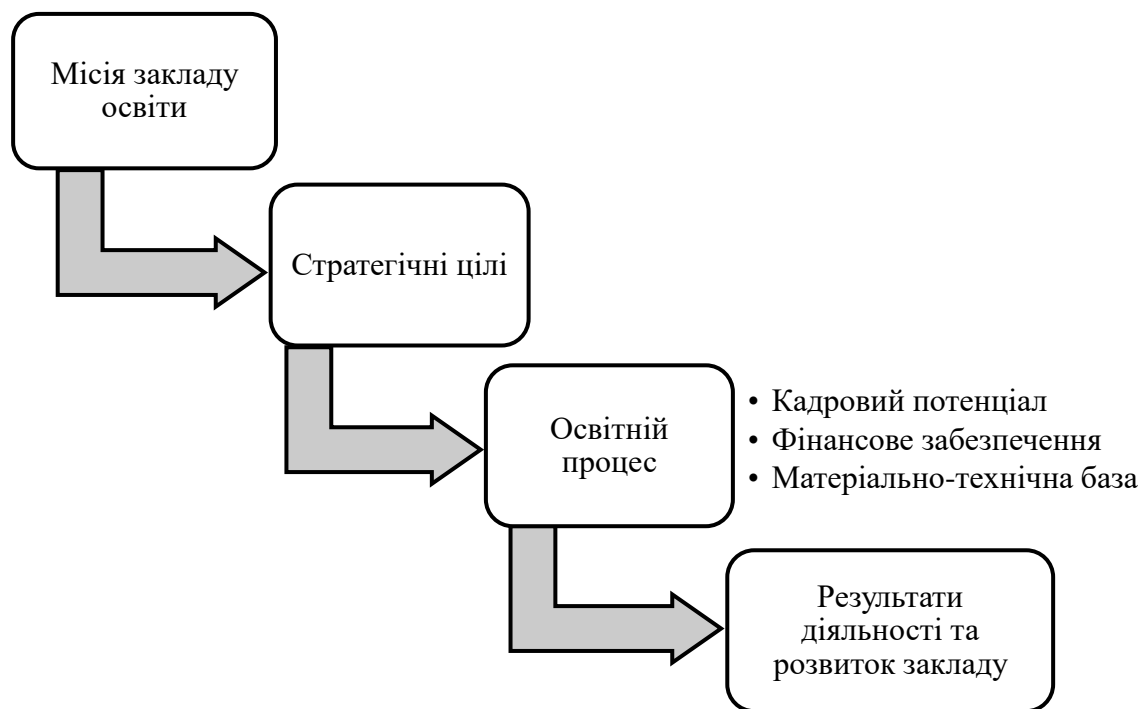 Місія закладу
освіти
Стратегічні цілі
Освітній
процес
• Кадровий потенціал
• Фінансове забезпечення
• Матеріально-технічна база
Результати
діяльності та
розвиток закладу